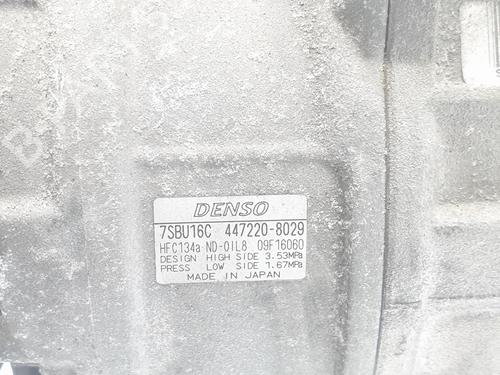 DENSO
7SBU16C 447220-8029
HFC134a ND-OIL8 09F16060
DESIGN HIGH SIDE 3.53MPa
PRESS LOW SIDE 1.67MPa
MADE IN JAPAN